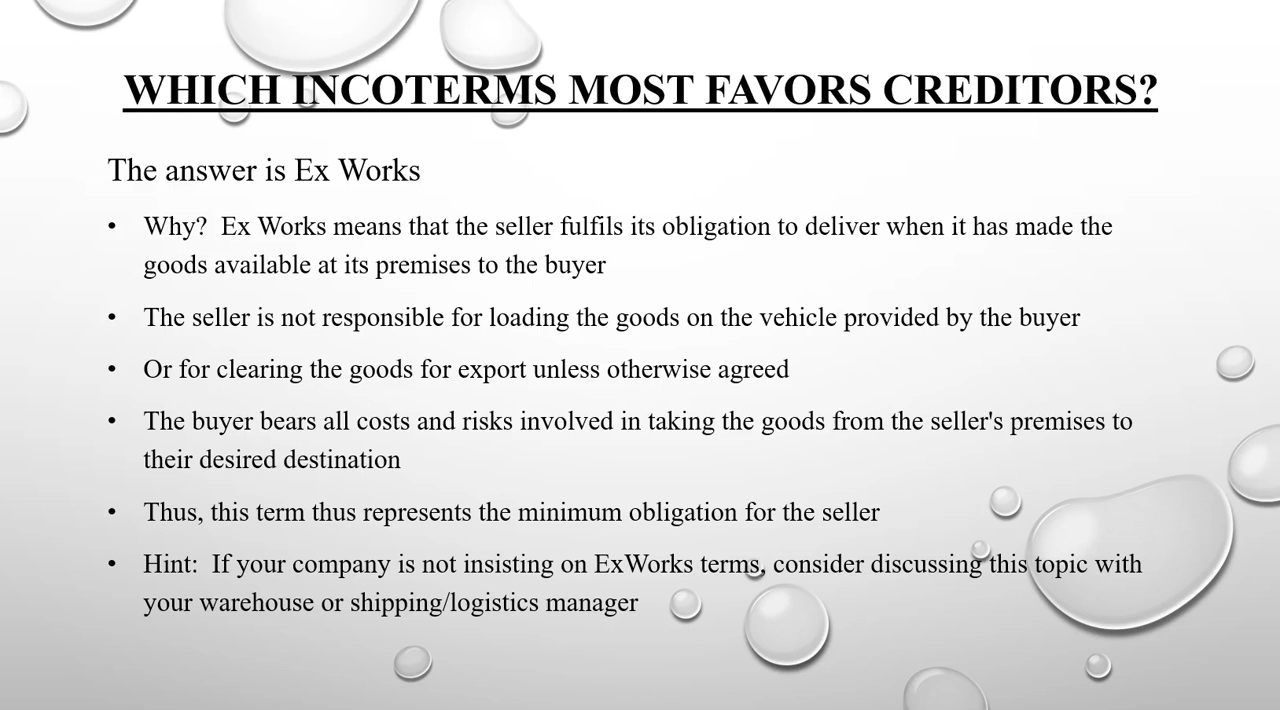 WHICH INCOTERMS MOST FAVORS CREDITORS?
The answer is Ex Works
• Why?  Ex Works means that the seller fulfils its obligation to deliver when it has made the
goods available at its premises to the buyer
• The seller is not responsible for loading the goods on the vehicle provided by the buyer
• Or for clearing the goods for export unless otherwise agreed
• The buyer bears all costs and risks involved in taking the goods from the seller's premises to
their desired destination
• Thus, this term thus represents the minimum obligation for the seller
• Hint:  If your company is not insisting on ExWorks terms, consider discussing this topic with
your warehouse or shipping/logistics manager